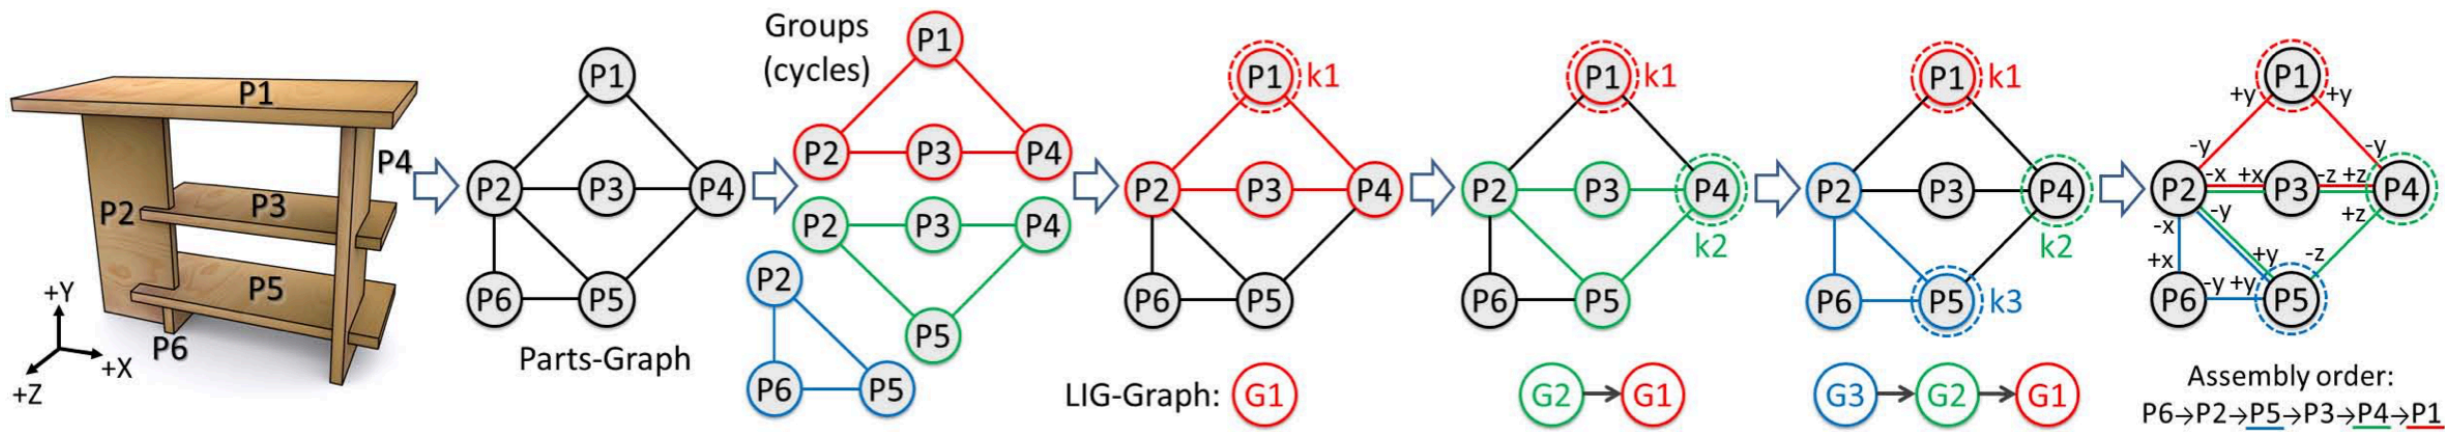 P1
P2
P3
P4
P5
P6
+Y
+X
+Z
P1
P2
P3
P4
P6
P5
Parts-Graph
Groups
(cycles)
P1
P2
P3
P4
P2
P3
P4
P5
P2
P6
P5
P1
k1
P2
P3
P4
P6
P5
LIG-Graph:
G1
P1
k1
P2
P3
P4
k2
P6
P5
G2→G1
P1
k1
P2
P3
P4
k2
P6
P5
k3
G3→G2→G1
P1
+y
+y
-y
-y
P2
-x
+x
P3
-z
+z
P4
-x
-y
+z
+x
+y
-z
P6
-y
+y
P5
Assembly order:
P6→P2→P5→P3→P4→P1